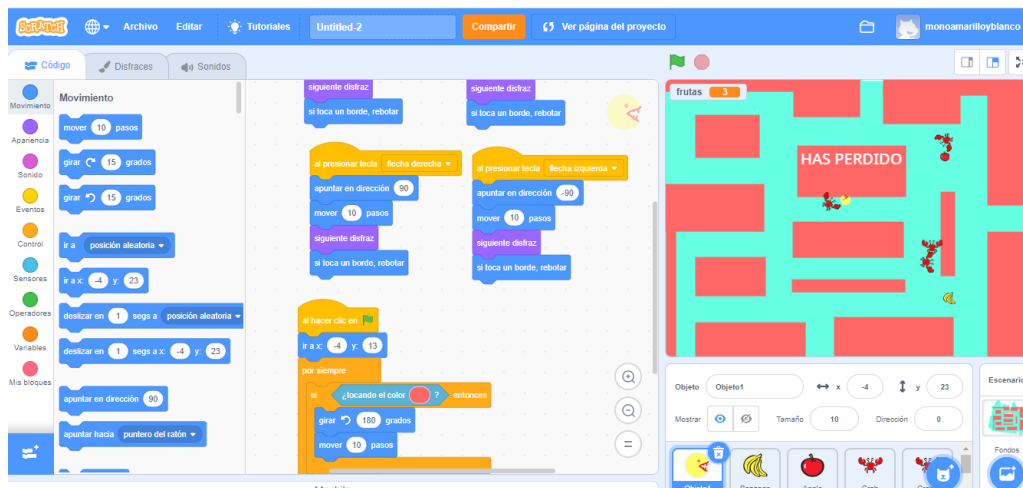 SCRATCH
Archivo
Editar
Tutoriales
Untitled-2
Compartir
Ver página del proyecto
monoamarilloyblanco
Código
Disfraces
Sonidos
Movimiento
Apariencia
Sonido
Eventos
Control
Sensores
Operadores
Variables
Mis bloques
Movimiento
mover 10 pasos
girar 15 grados
girar 15 grados
ir a posición aleatoria
ir a x: -4 y: 23
deslizar en 1 segs a posición aleatoria
deslizar en 1 segs a x: -4 y: 23
apuntar en dirección 90
apuntar hacia puntero del ratón
siguiente disfraz
si toca un borde, rebotar
siguiente disfraz
si toca un borde, rebotar
al presionar tecla flecha derecha
apuntar en dirección 90
mover 10 pasos
siguiente disfraz
si toca un borde, rebotar
al presionar tecla flecha izquierda
apuntar en dirección -90
mover 10 pasos
siguiente disfraz
si toca un borde, rebotar
al hacer clic en
ir a x: -4 y: 13
por siempre
si ¿tocando el color ? entonces
girar 180 grados
mover 10 pasos
frutas 3
HAS PERDIDO
Objeto Objeto1 x -4 y 23
Mostrar Tamaño 10 Dirección 0
Escenario
Fondos